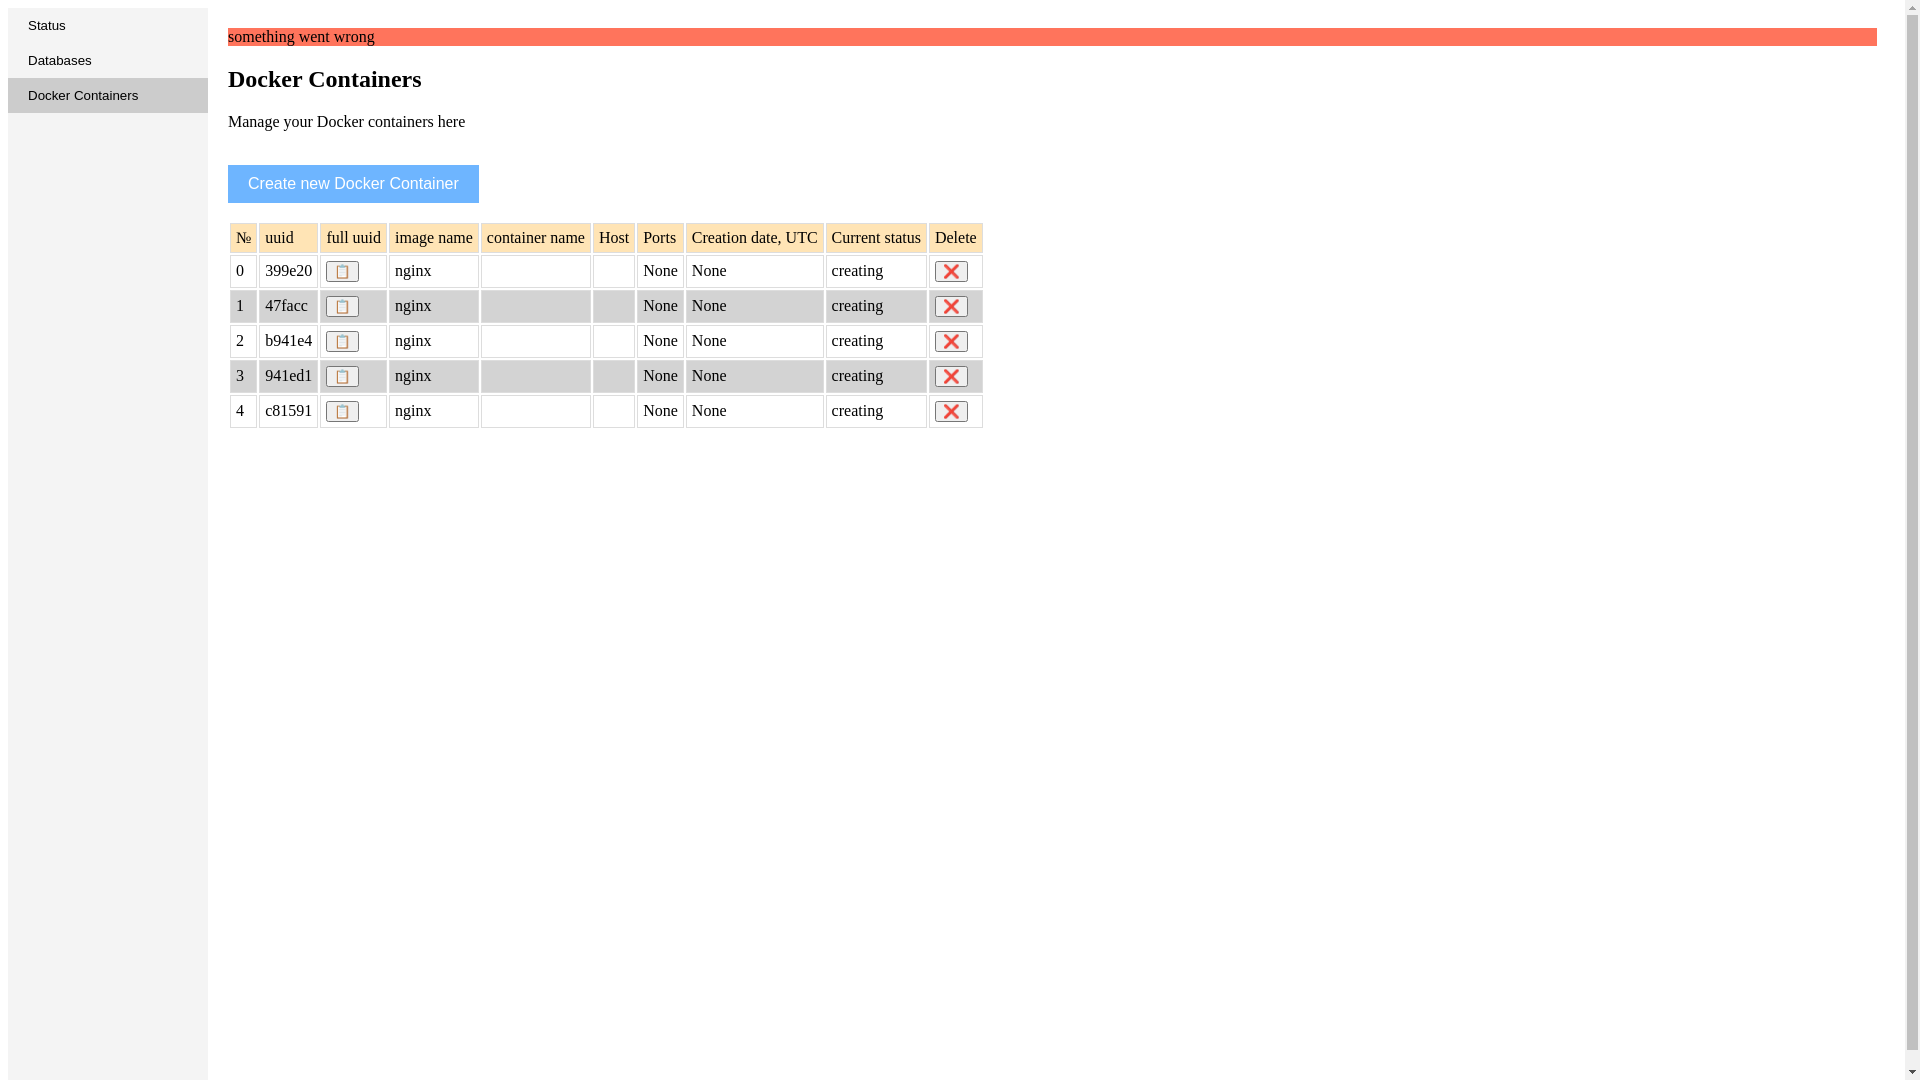 Status
Databases
Docker Containers
something went wrong
Docker Containers
Manage your Docker containers here
Create new Docker Container
№ uuid full uuid image name container name Host Ports Creation date, UTC Current status Delete
0 399e20 nginx None None creating
1 47facc nginx None None creating
2 b941e4 nginx None None creating
3 941ed1 nginx None None creating
4 c81591 nginx None None creating